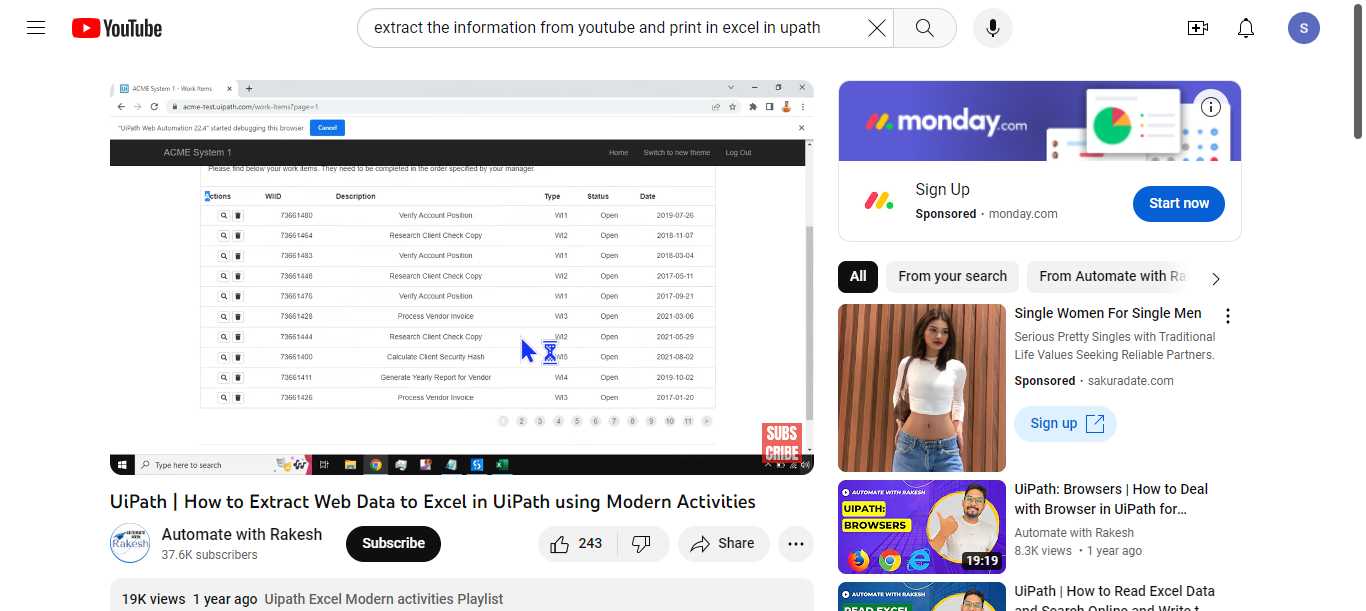 YouTube
extract the information from youtube and print in excel in upath
S
ACME System 1 - Work Items
acme-test.uipath.com/work-items?page=1
"UiPath Web Automation 22.4" started debugging this browser
Cancel
ACME System 1
Home Switch to new theme Log Out
Please find below your work items. They need to be completed in the order specified by your manager.
Actions WIID Description Type Status Date
73661480 Verify Account Position WI1 Open 2019-07-26
73661464 Research Client Check Copy WI2 Open 2018-11-07
73661483 Verify Account Position WI1 Open 2018-03-04
73661446 Research Client Check Copy WI2 Open 2017-05-11
73661476 Verify Account Position WI1 Open 2017-09-21
73661428 Process Vendor Invoice WI3 Open 2021-03-06
73661444 Research Client Check Copy WI2 Open 2021-05-29
73661400 Calculate Client Security Hash WI5 Open 2021-08-02
73661411 Generate Yearly Report for Vendor WI4 Open 2019-10-02
73661426 Process Vendor Invoice WI3 Open 2017-01-20
2 3 4 5 6 7 8 9 10 11 >
SUBS
CRIBE
Type here to search
UiPath | How to Extract Web Data to Excel in UiPath using Modern Activities
Rakesh
Automate with Rakesh
37.6K subscribers
Subscribe
243
Share
19K views 1 year ago Uipath Excel Modern activities Playlist
monday.com
Sign Up
Sponsored · monday.com
Start now
All
From your search
From Automate with Ra
Single Women For Single Men
Serious Pretty Singles with Traditional
Life Values Seeking Reliable Partners.
Sponsored · sakuradate.com
Sign up
AUTOMATE WITH RAKESH
UIPATH:
BROWSERS
19:19
UiPath: Browsers | How to Deal
with Browser in UiPath for...
Automate with Rakesh
8.3K views · 1 year ago
AUTOMATE WITH RAKESH
READ EXCEL
UiPath | How to Read Excel Data
and Search Online and Write t